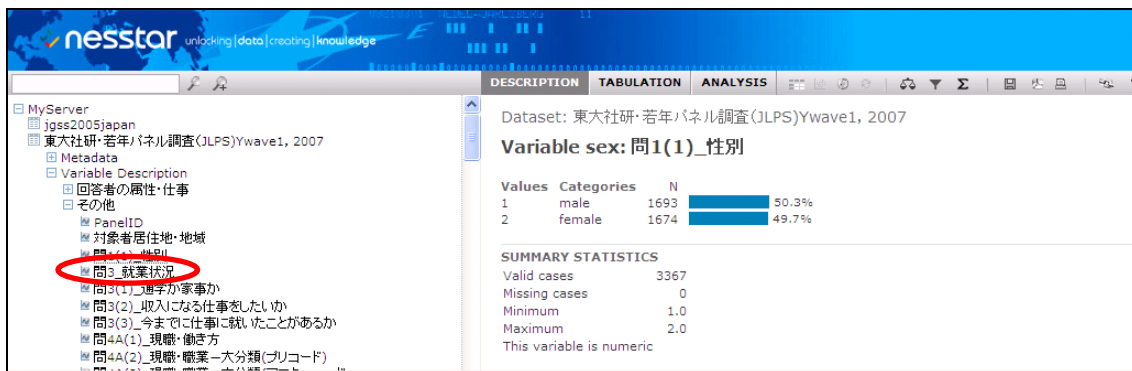 nesstar unlocking|data|creating|knowledge
DESCRIPTION TABULATION ANALYSIS
MyServer
jgss2005japan
東大社研・若年パネル調査(JLPS)Ywave1, 2007
Metadata
Variable Description
回答者の属性・仕事
その他
PanelID
対象者居住地・地域
問1(1)_性別
問3_就業状況
問3(1)_通学か家事か
問3(2)_収入になる仕事をしたいか
問3(3)_今までに仕事に就いたことがあるか
問4A(1)_現職・働き方
問4A(2)_現職・職業－大分類(プリコード)
Dataset: 東大社研・若年パネル調査(JLPS)Ywave1, 2007
Variable sex: 問1(1)_性別
Values Categories N
1 male 1693 50.3%
2 female 1674 49.7%
SUMMARY STATISTICS
Valid cases 3367
Missing cases 0
Minimum 1.0
Maximum 2.0
This variable is numeric